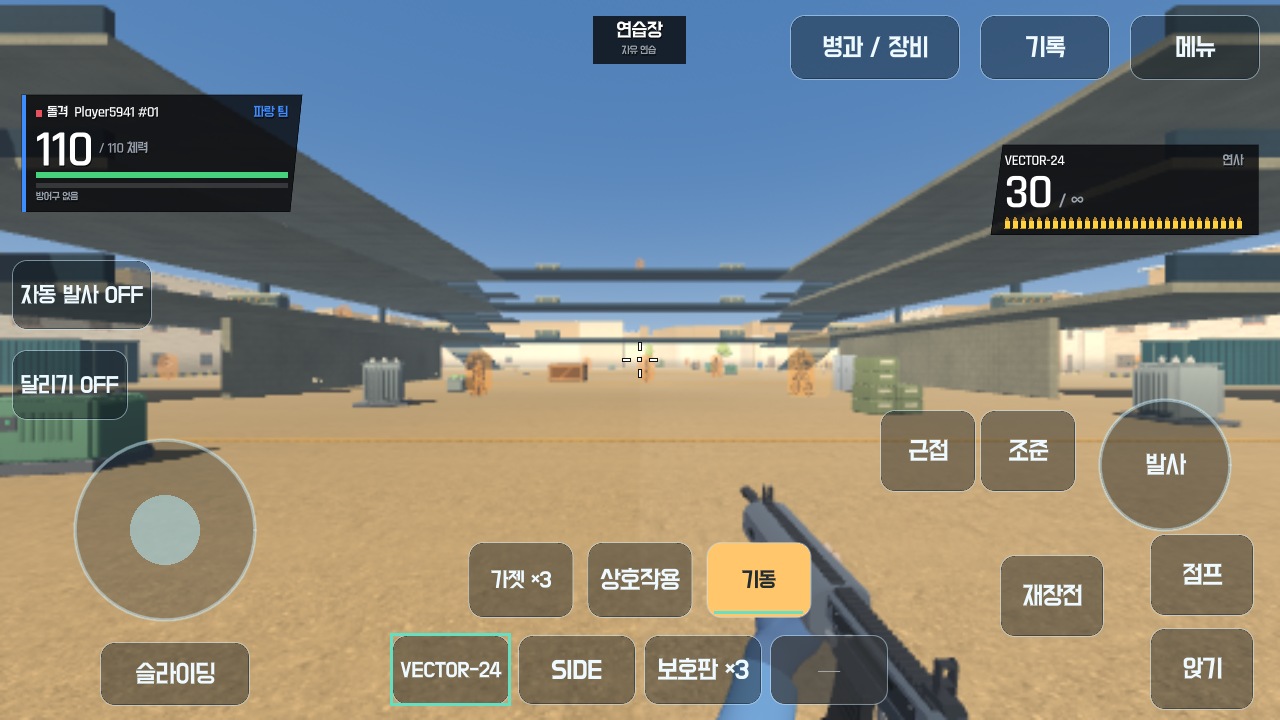 연습장
자유 연습
병과 / 장비
기록
메뉴
돌격 Player5941 #01
파랑 팀
110 / 110 체력
방어구 없음
VECTOR-24
연사
30 / ∞
자동 발사 OFF
달리기 OFF
근접
조준
발사
가젯 ×3
상호작용
기동
재장전
점프
슬라이딩
VECTOR-24
SIDE
보호판 ×3
—
앉기